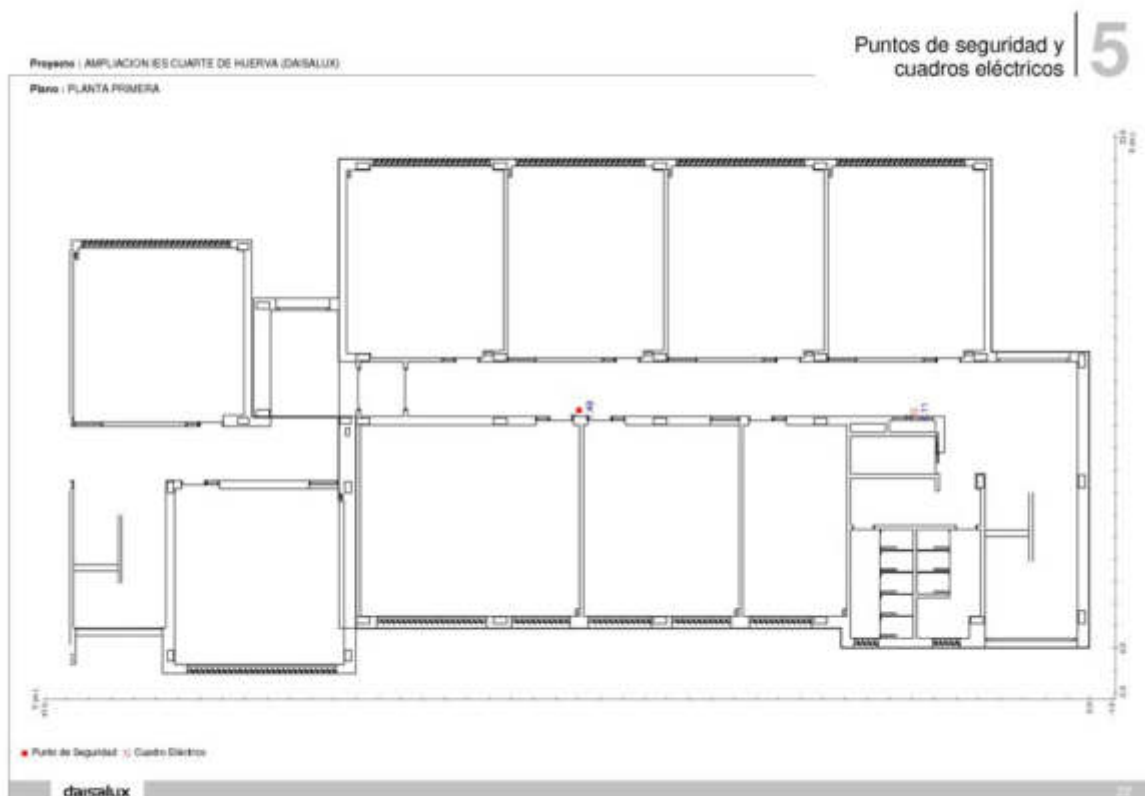 Puntos de seguridad y
cuadros eléctricos
5
Proyecto : AMPLIACION IES CUARTE DE HUERVA (DAISALUX)
Plano : PLANTA PRIMERA
Punto de Seguridad Cuadro Eléctrico
daisalux